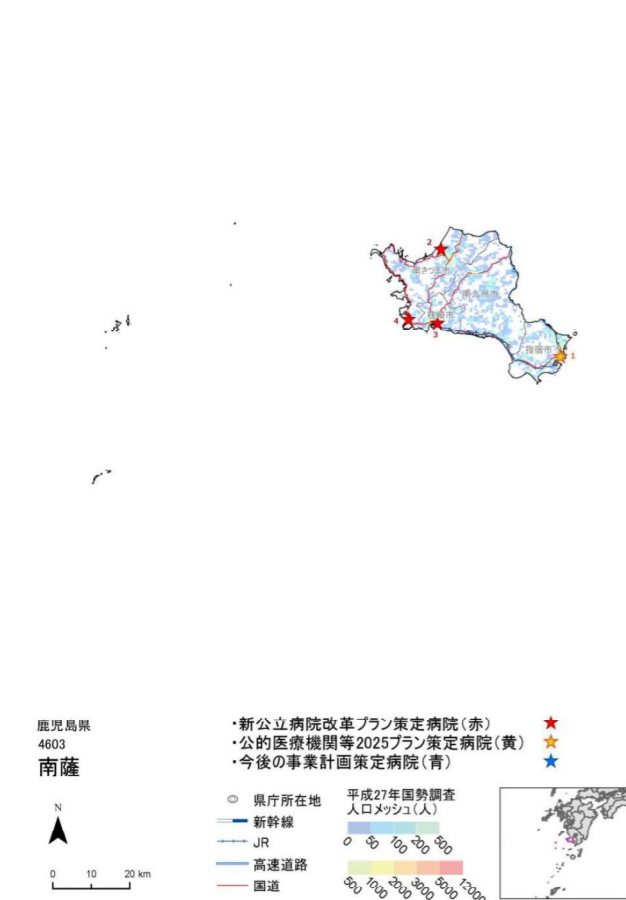 2
南さつま市
南九州市
4
枕崎市
3
指宿市
1
鹿児島県
4603
南薩
・新公立病院改革プラン策定病院（赤）
・公的医療機関等2025プラン策定病院（黄）
・今後の事業計画策定病院（青）
N
0 10 20 km
県庁所在地
新幹線
JR
高速道路
国道
平成27年国勢調査
人口メッシュ（人）
0 50 100 200 500
500 1000 2000 3000 5000 12000